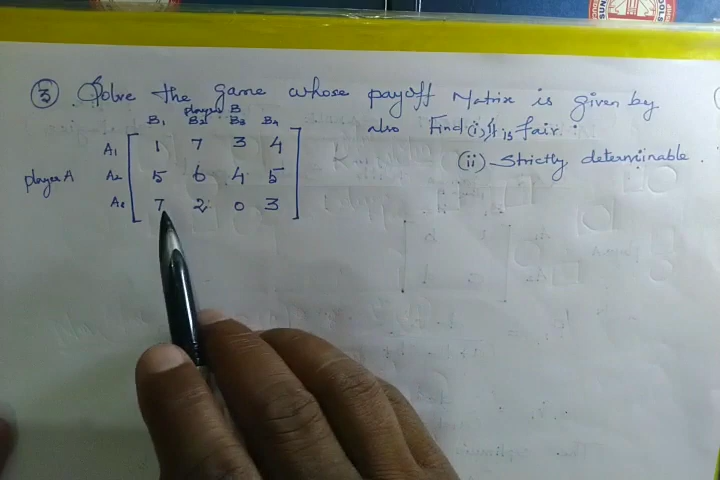 ③. Solve the game whose payoff Matrix is given by
also Find (i) it is fair.
(ii) Strictly determinable.
player B
B₁ B₂ B₃ B₄
A₁ 1 7 3 4
player A A₂ 5 6 4 5
A₃ 7 2 0 3